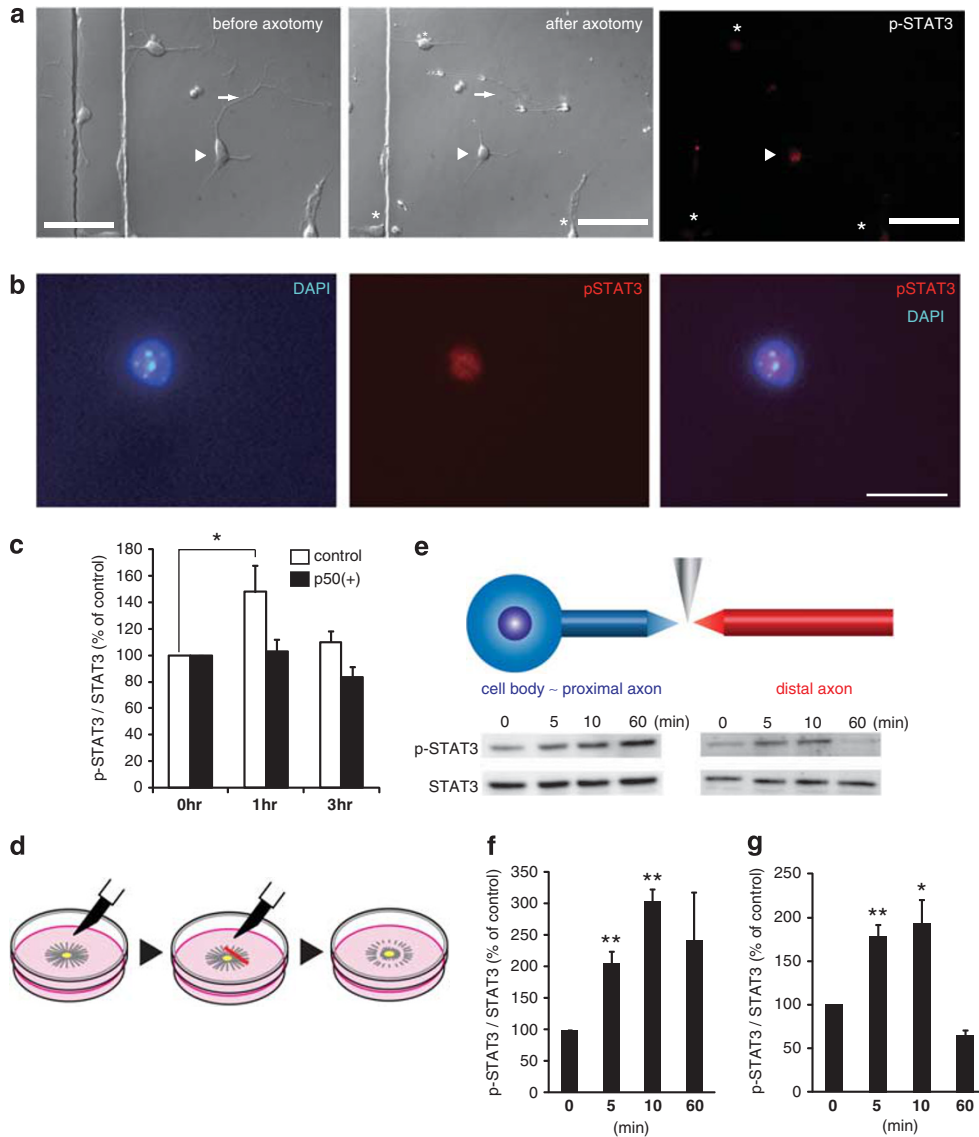 a
before axotomy
after axotomy
p-STAT3
*
*
*
*
*
*
b
DAPI
pSTAT3
pSTAT3
DAPI
c
p-STAT3 / STAT3 (% of control)
180
160
140
120
100
80
60
40
20
0
*
control
p50(+)
0hr 1hr 3hr
e
cell body ~ proximal axon
distal axon
0 5 10 60 (min)
0 5 10 60 (min)
p-STAT3
STAT3
d
f
p-STAT3 / STAT3 (% of control)
350
300
250
200
150
100
50
0
**
**
0 5 10 60
(min)
g
p-STAT3 / STAT3 (% of control)
250
200
150
100
50
0
**
*
0 5 10 60
(min)